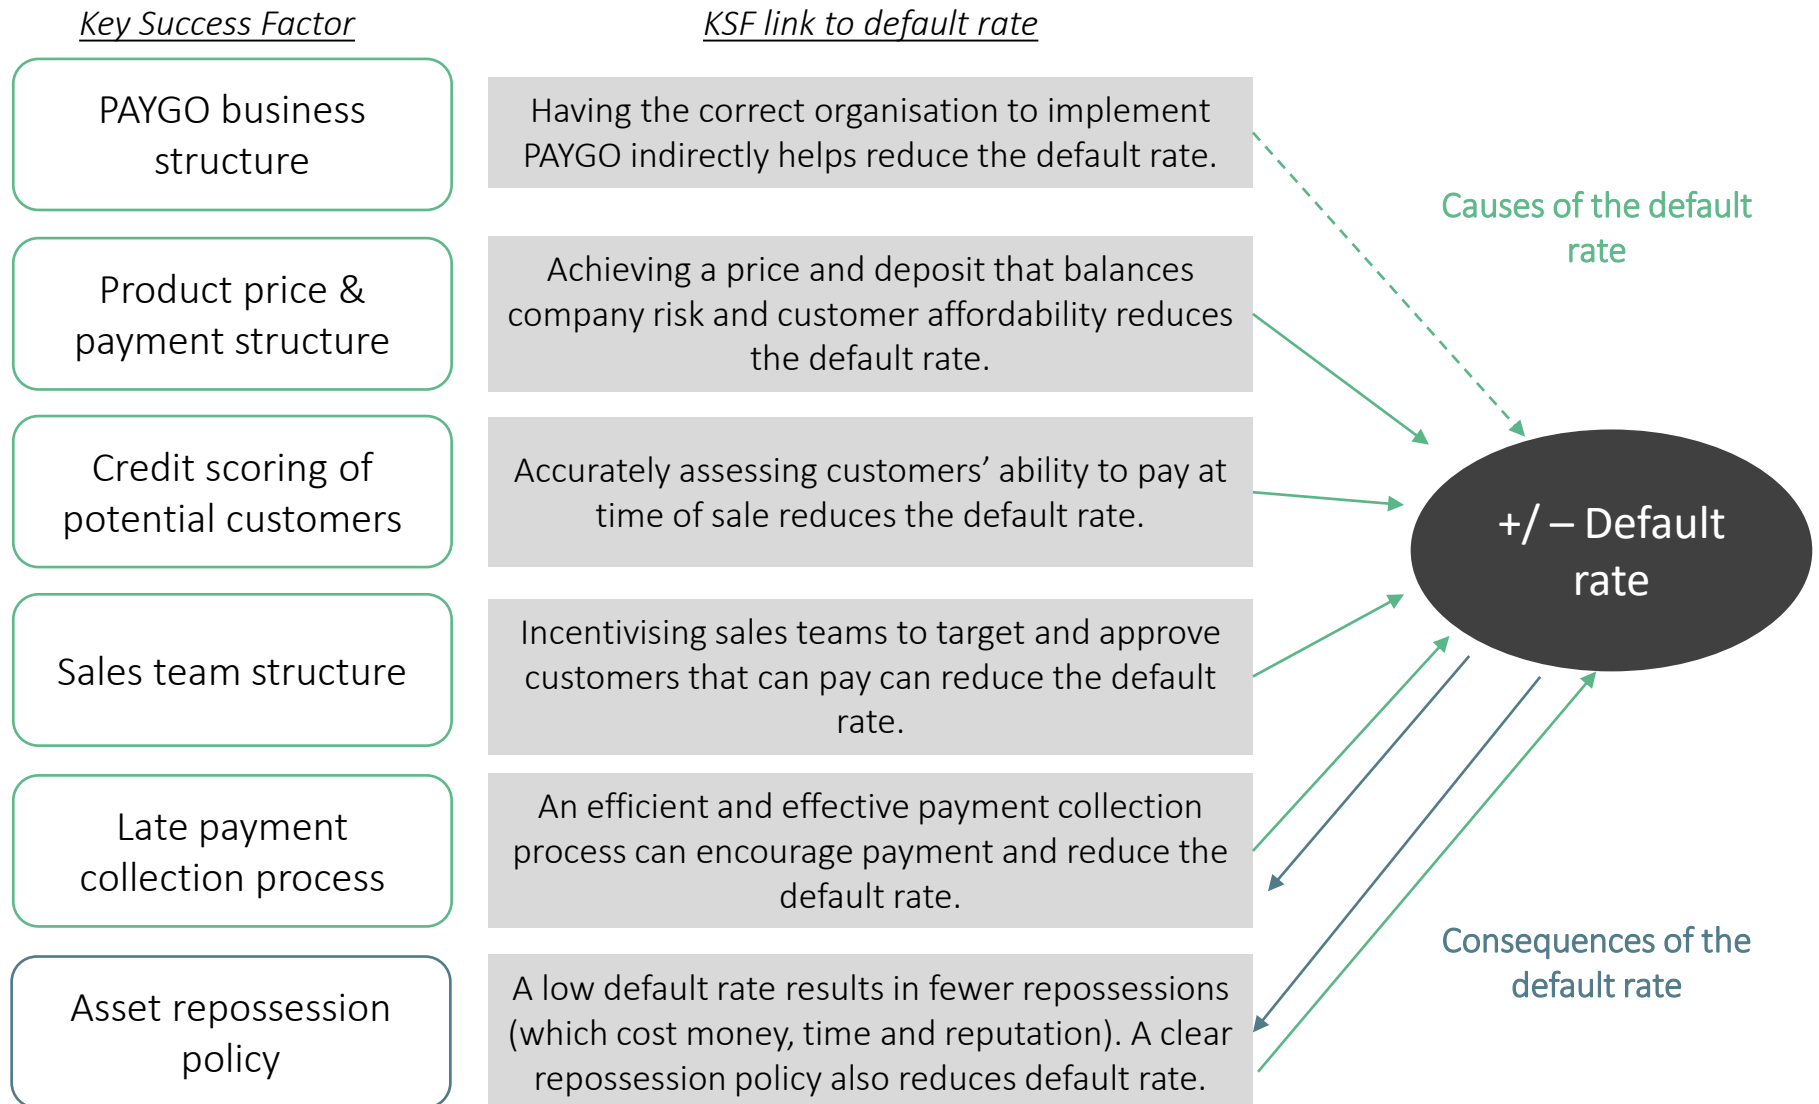 Key Success Factor
KSF link to default rate
PAYGO business
structure
Having the correct organisation to implement
PAYGO indirectly helps reduce the default rate.
Causes of the default
rate
Product price &
payment structure
Achieving a price and deposit that balances
company risk and customer affordability reduces
the default rate.
Credit scoring of
potential customers
Accurately assessing customers’ ability to pay at
time of sale reduces the default rate.
+/ – Default
rate
Sales team structure
Incentivising sales teams to target and approve
customers that can pay can reduce the default
rate.
Late payment
collection process
An efficient and effective payment collection
process can encourage payment and reduce the
default rate.
Consequences of the
default rate
Asset repossession
policy
A low default rate results in fewer repossessions
(which cost money, time and reputation). A clear
repossession policy also reduces default rate.